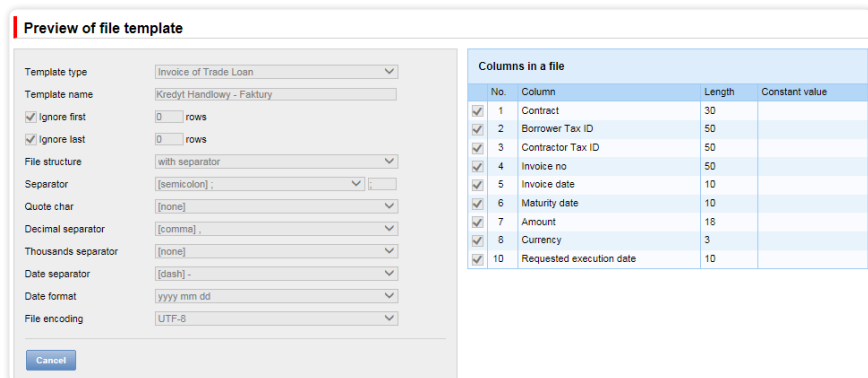 Preview of file template
Template type Invoice of Trade Loan
Template name Kredyt Handlowy - Faktury
Ignore first 0 rows
Ignore last 0 rows
File structure with separator
Separator [semicolon] ; ;
Quote char [none]
Decimal separator [comma] ,
Thousands separator [none]
Date separator [dash] -
Date format yyyy mm dd
File encoding UTF-8
Cancel
Columns in a file
No. Column Length Constant value
1 Contract 30
2 Borrower Tax ID 50
3 Contractor Tax ID 50
4 Invoice no 50
5 Invoice date 10
6 Maturity date 10
7 Amount 18
8 Currency 3
10 Requested execution date 10